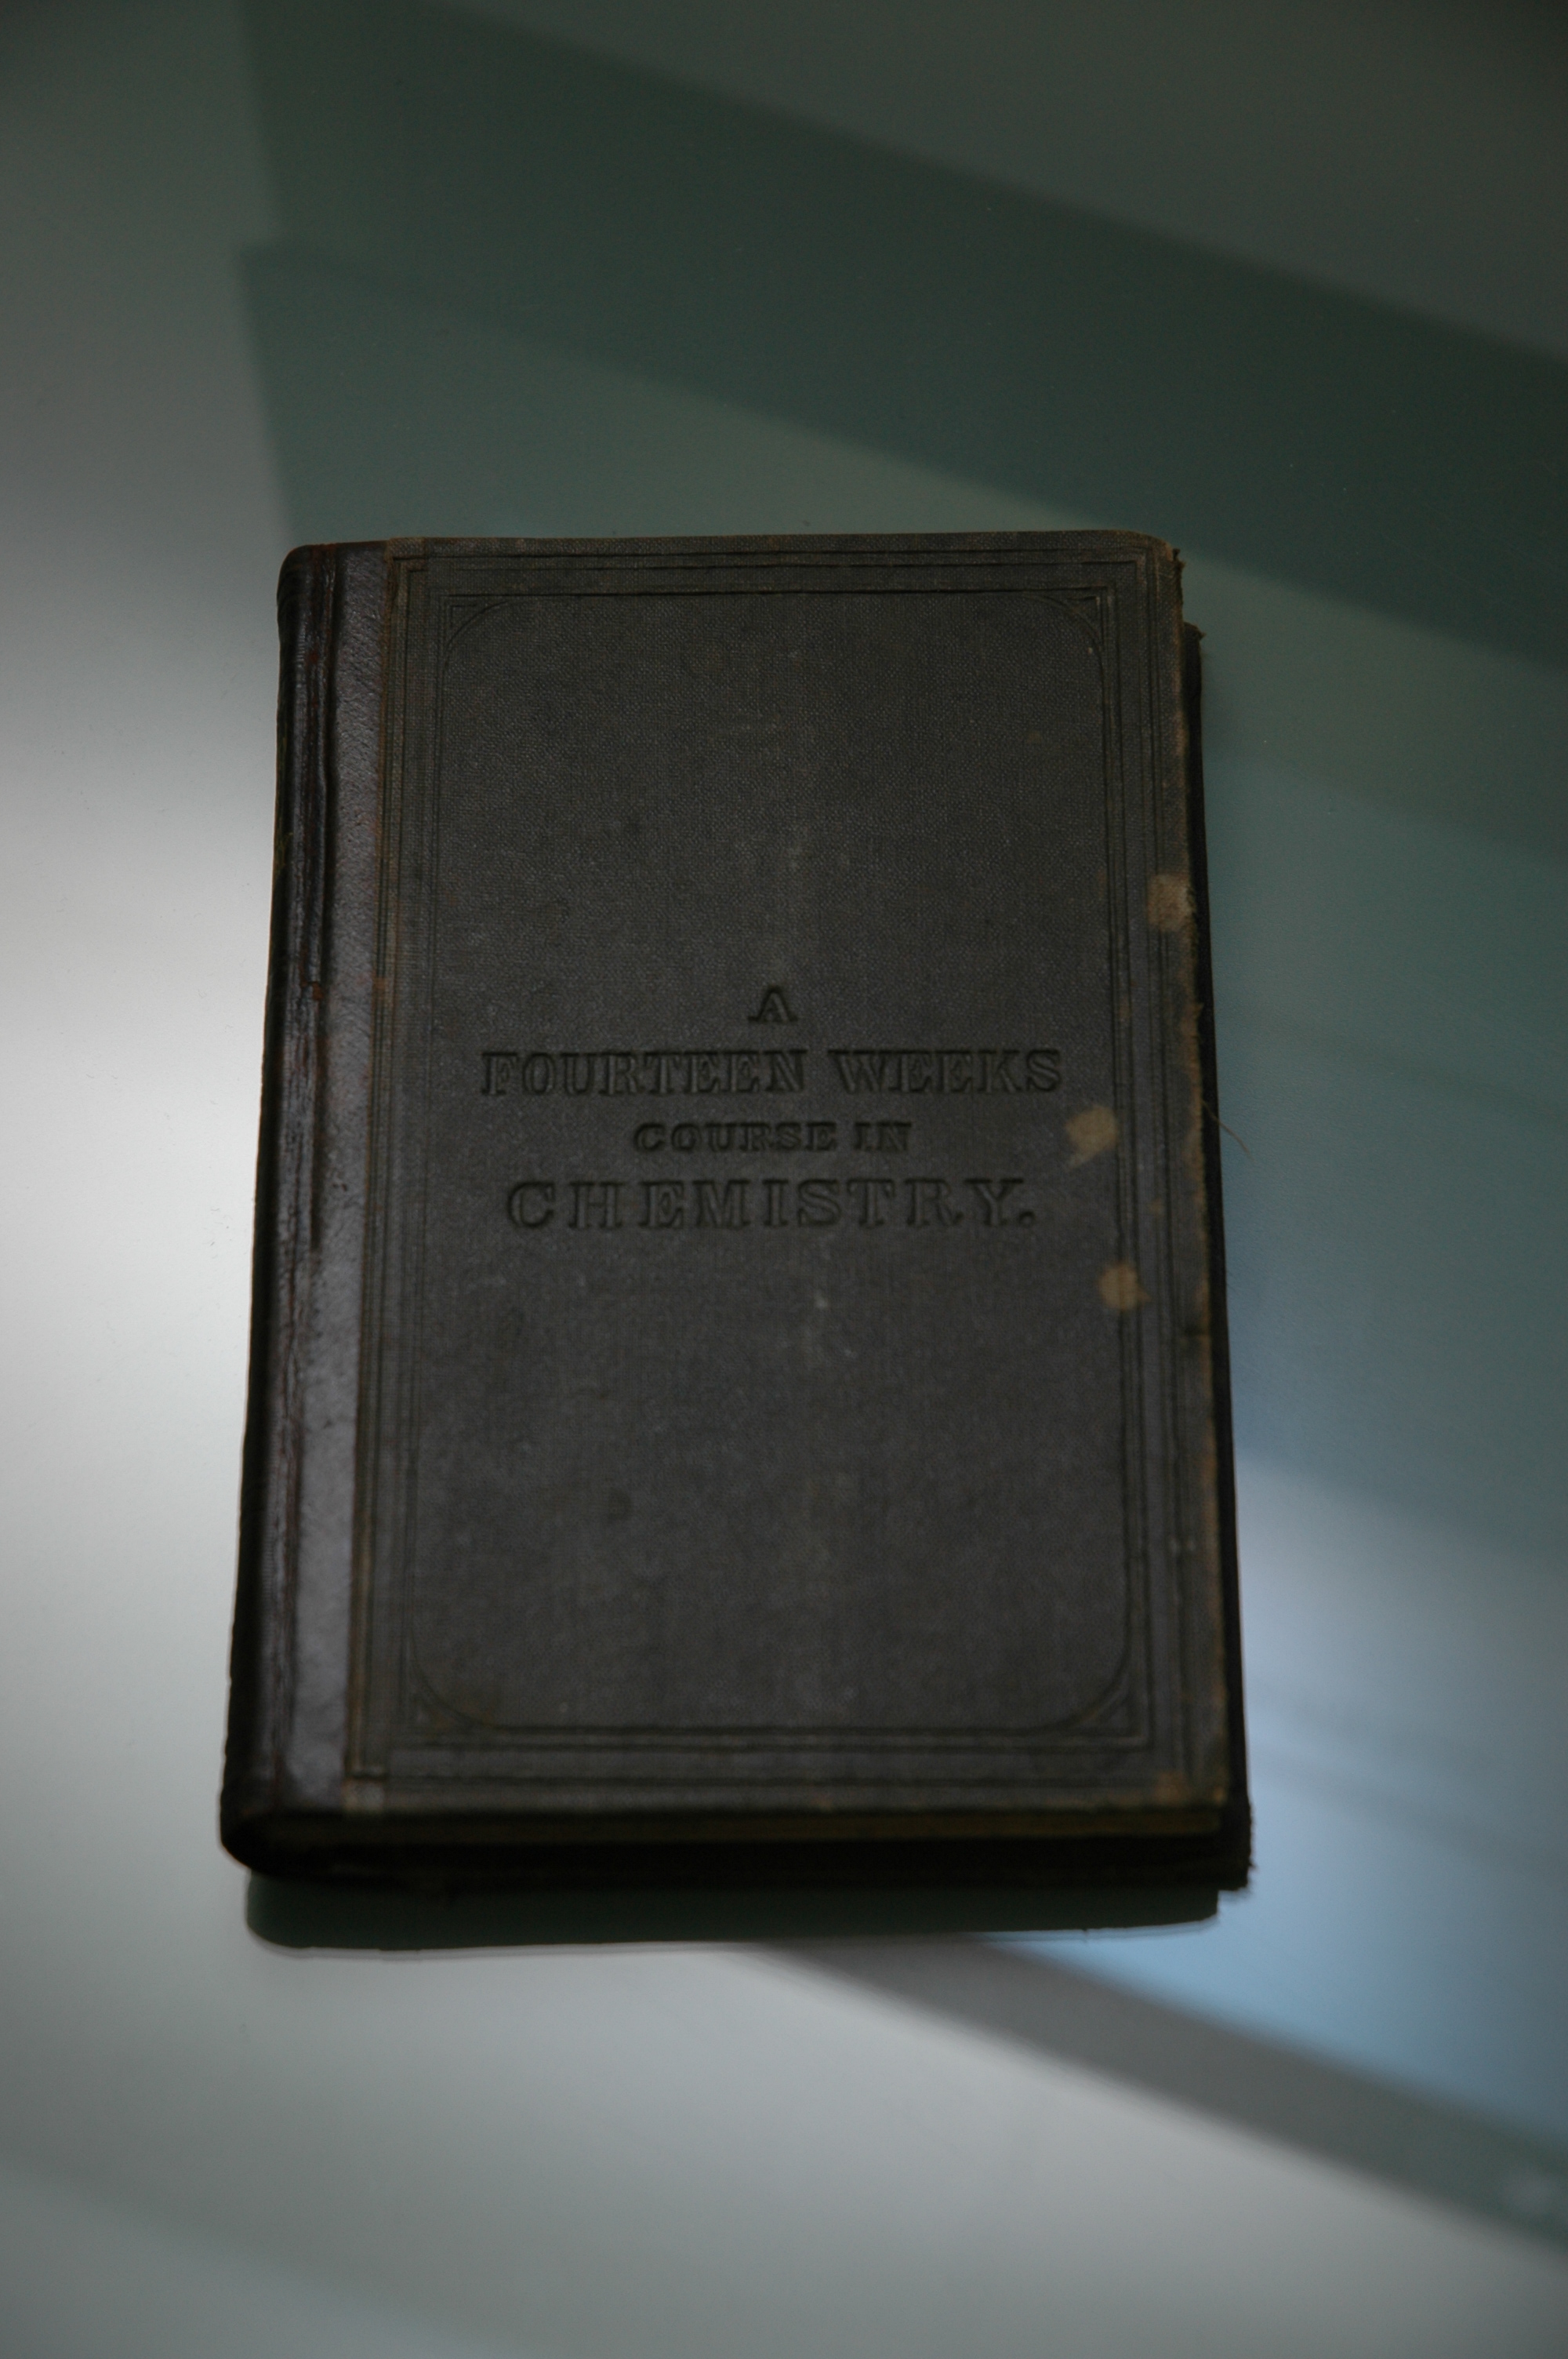 A
FOURTEEN WEEKS
COURSE IN
CHEMISTRY.